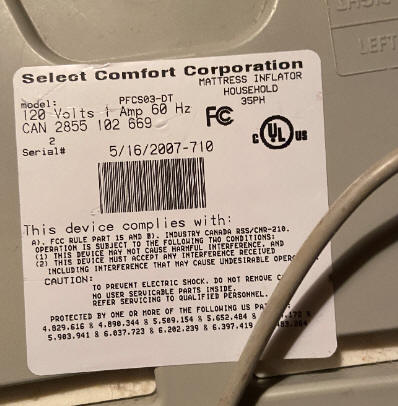 LEFT
Select Comfort Corporation
MATTRESS INFLATOR
HOUSEHOLD
35PH
model: PFCS03-DT
120 Volts 1 Amp 60 Hz
CAN 2855 102 669
FC
C UL US
2
Serial# 5/16/2007-710
This device complies with:
A). FCC RULE PART 15 AND B). INDUSTRY CANADA RSS/CNR-210.
OPERATION IS SUBJECT TO THE FOLLOWING TWO CONDITIONS:
(1) THIS DEVICE MAY NOT CAUSE HARMFUL INTERFERENCE, AND
(2) THIS DEVICE MUST ACCEPT ANY INTERFERENCE RECEIVED
INCLUDING INTERFERENCE THAT MAY CAUSE UNDESIRABLE
CAUTION:
TO PREVENT ELECTRIC SHOCK, DO NOT REMOVE
NO USER SERVICABLE PARTS INSIDE.
REFER SERVICING TO QUALIFIED PERSONNEL.
PROTECTED BY ONE OR MORE OF THE FOLLOWING US
4.829.616 & 4.890.344 & 5.509.154 & 5.652.484 &
5.903.941 & 6.037.723 & 6.202.239 & 6.397.419